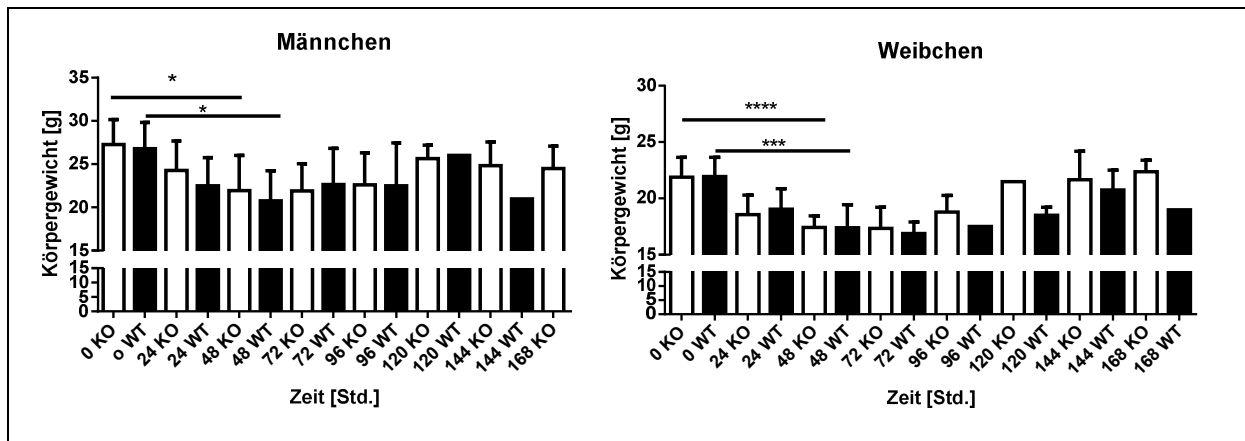 Männchen
Körpergewicht [g]
35
*
30
*
25
20
15
15
10
5
0
0 KO
0 WT
24 KO
24 WT
48 KO
48 WT
72 KO
72 WT
96 KO
96 WT
120 KO
120 WT
144 KO
144 WT
168 KO
Zeit [Std.]
Weibchen
Körpergewicht [g]
30
****
25
***
20
15
15
10
5
0
0 KO
0 WT
24 KO
24 WT
48 KO
48 WT
72 KO
72 WT
96 KO
96 WT
120 KO
120 WT
144 KO
144 WT
168 KO
168 WT
Zeit [Std.]